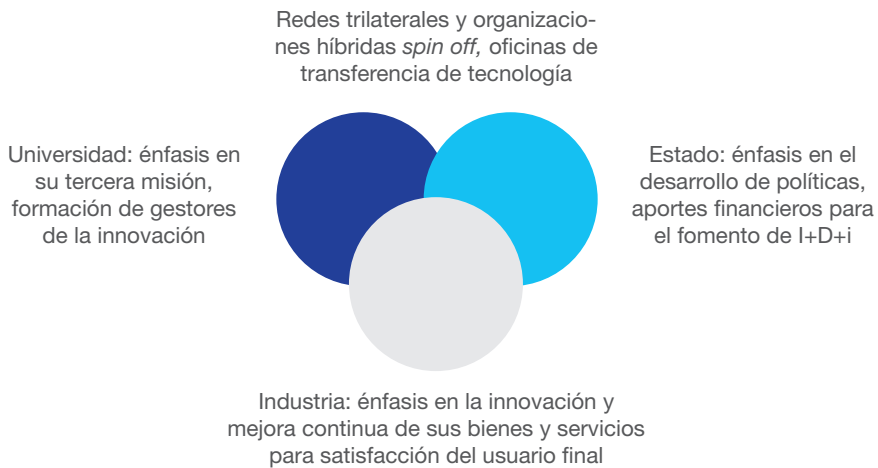 Redes trilaterales y organizacio-
nes híbridas spin off, oficinas de
transferencia de tecnología
Universidad: énfasis en
su tercera misión,
formación de gestores
de la innovación
Estado: énfasis en el
desarrollo de políticas,
aportes financieros para
el fomento de I+D+i
Industria: énfasis en la innovación y
mejora continua de sus bienes y servicios
para satisfacción del usuario final